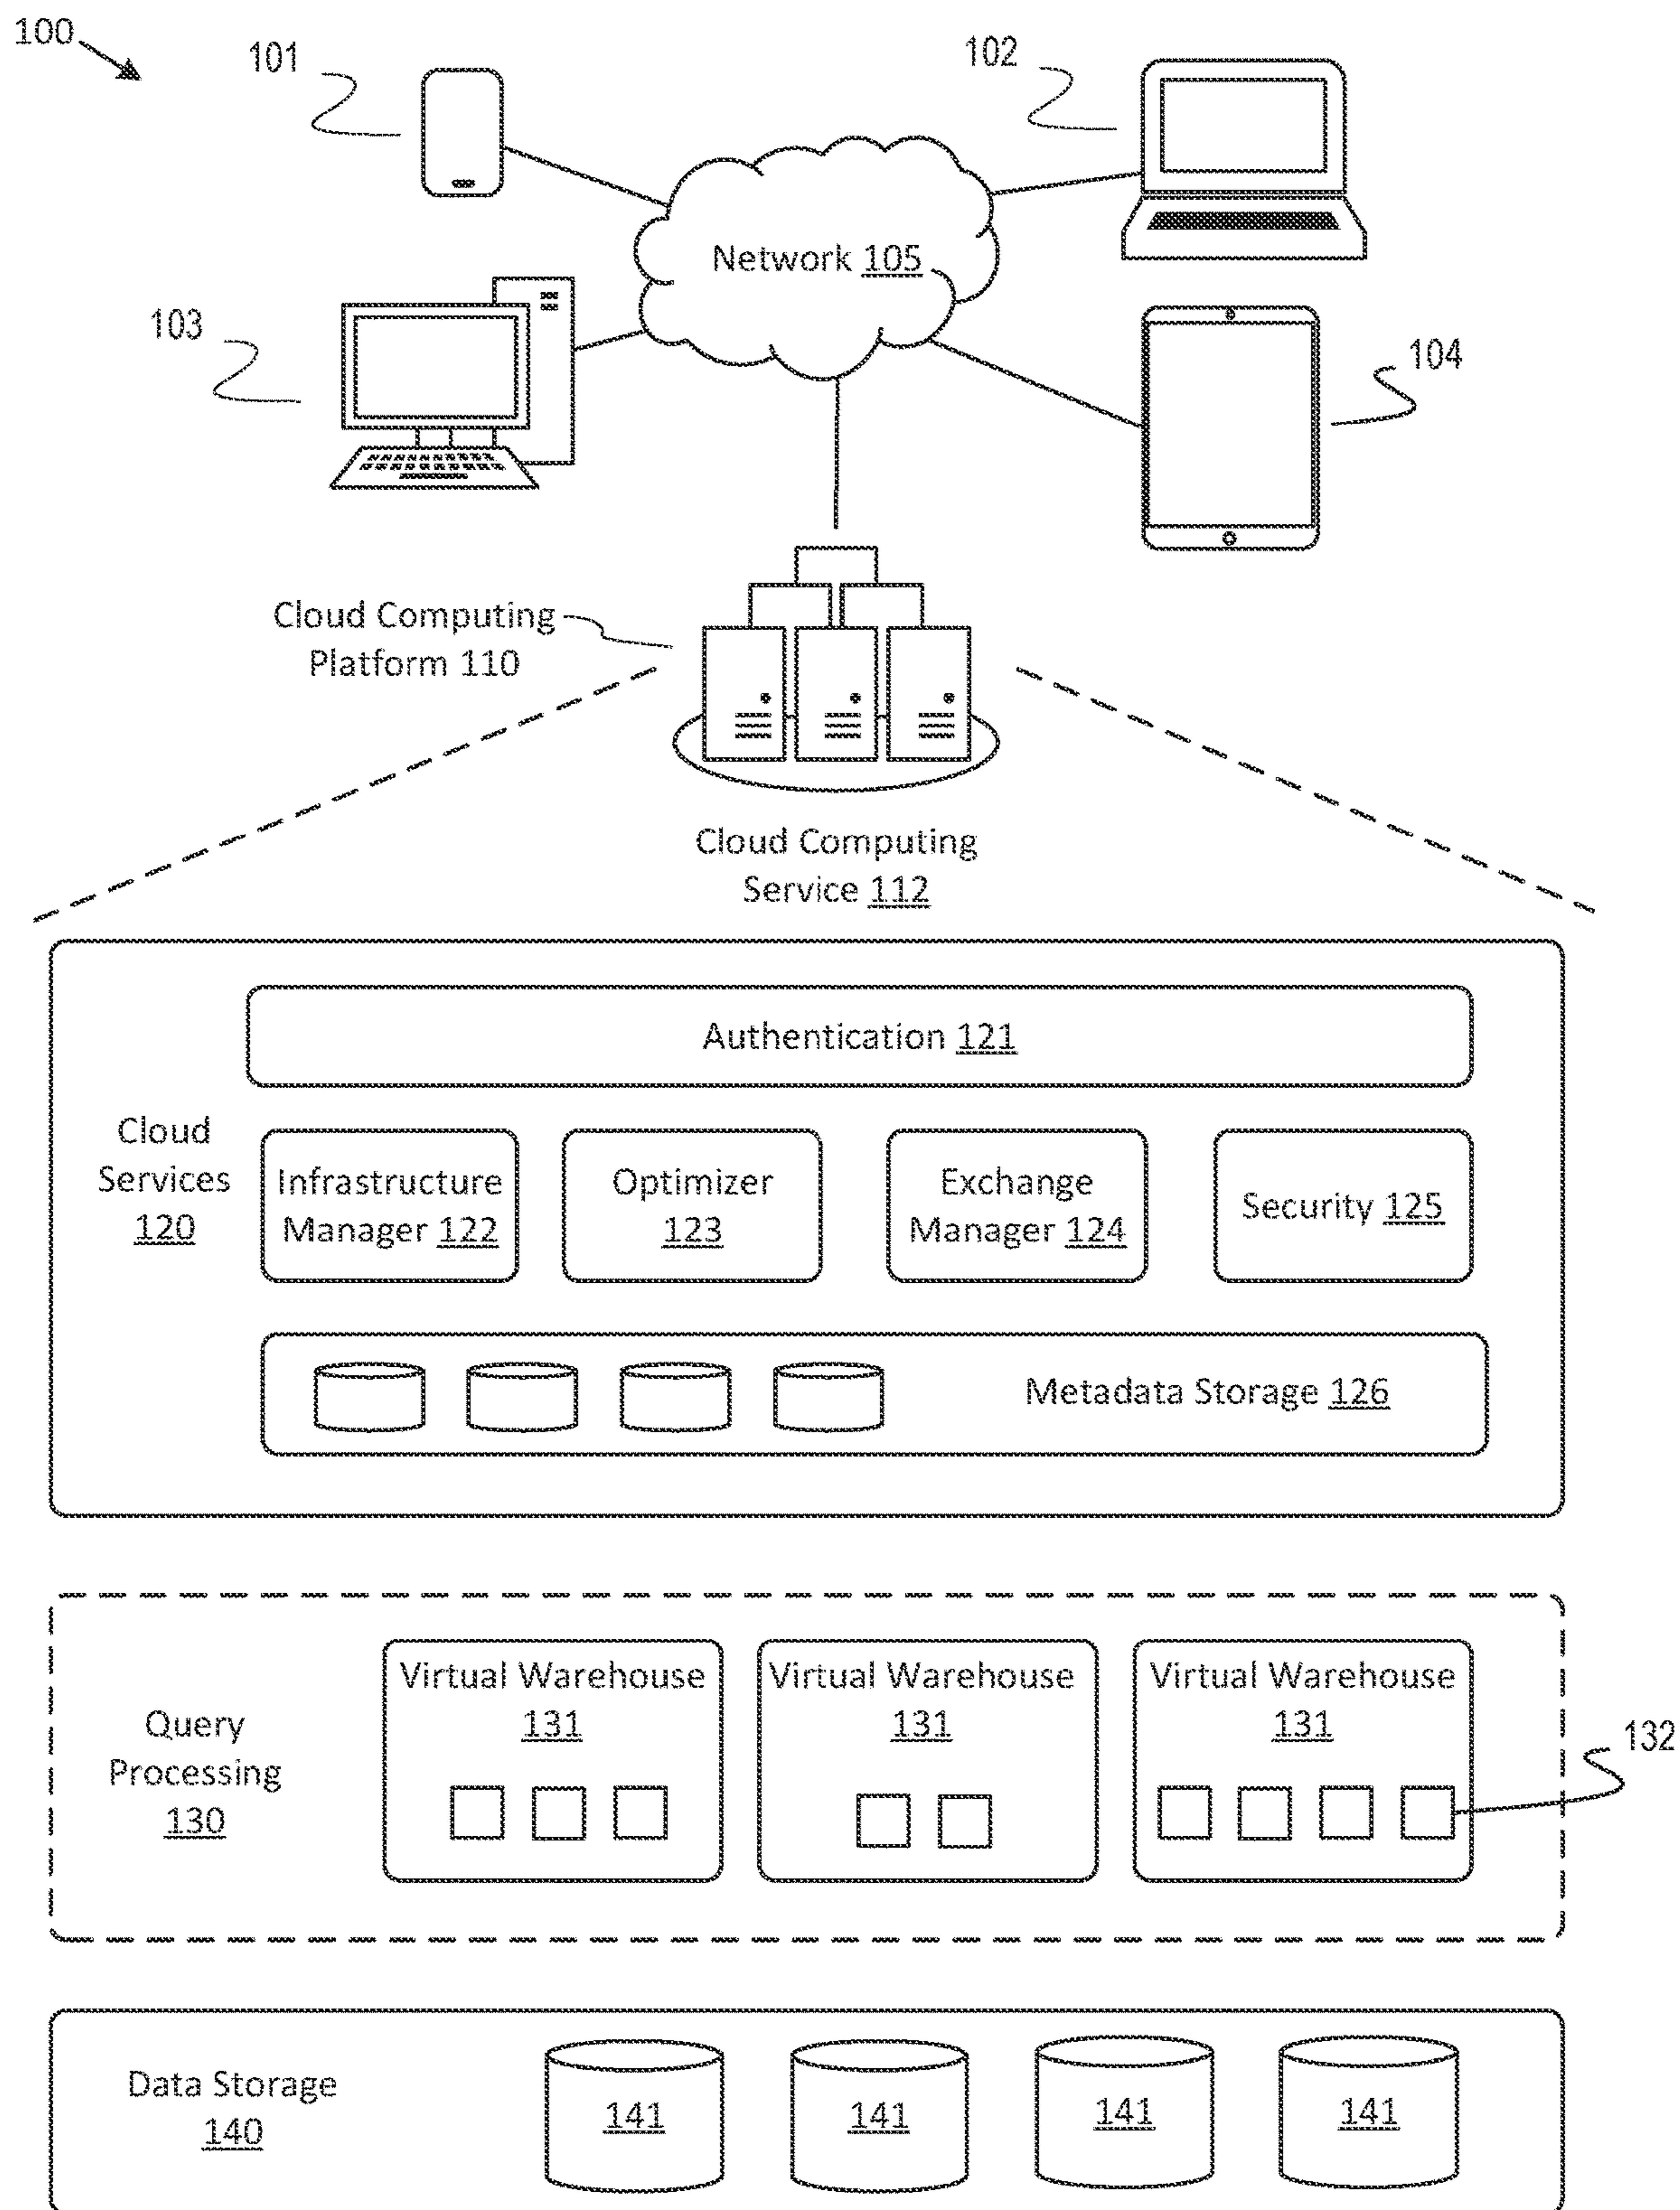 100
101
102
Network 105
103
104
Cloud Computing
Platform 110
Cloud Computing
Service 112
Authentication 121
Cloud
Services
120
Infrastructure
Manager 122
Optimizer
123
Exchange
Manager 124
Security 125
Metadata Storage 126
Query
Processing
130
Virtual Warehouse
131
Virtual Warehouse
131
Virtual Warehouse
131
132
Data Storage
140
141
141
141
141